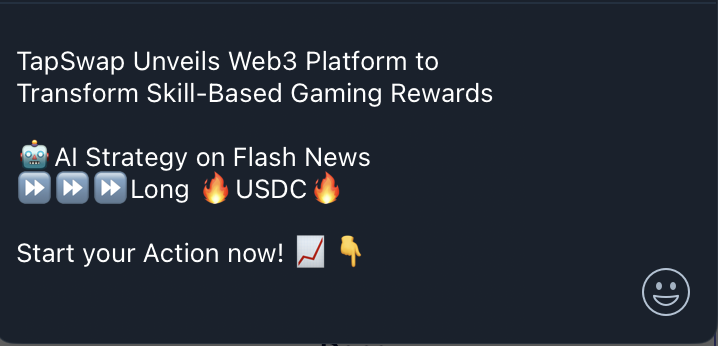 TapSwap Unveils Web3 Platform to
Transform Skill-Based Gaming Rewards
🤖AI Strategy on Flash News
⏩⏩⏩Long 🔥USDC🔥
Start your Action now! 📈 👇